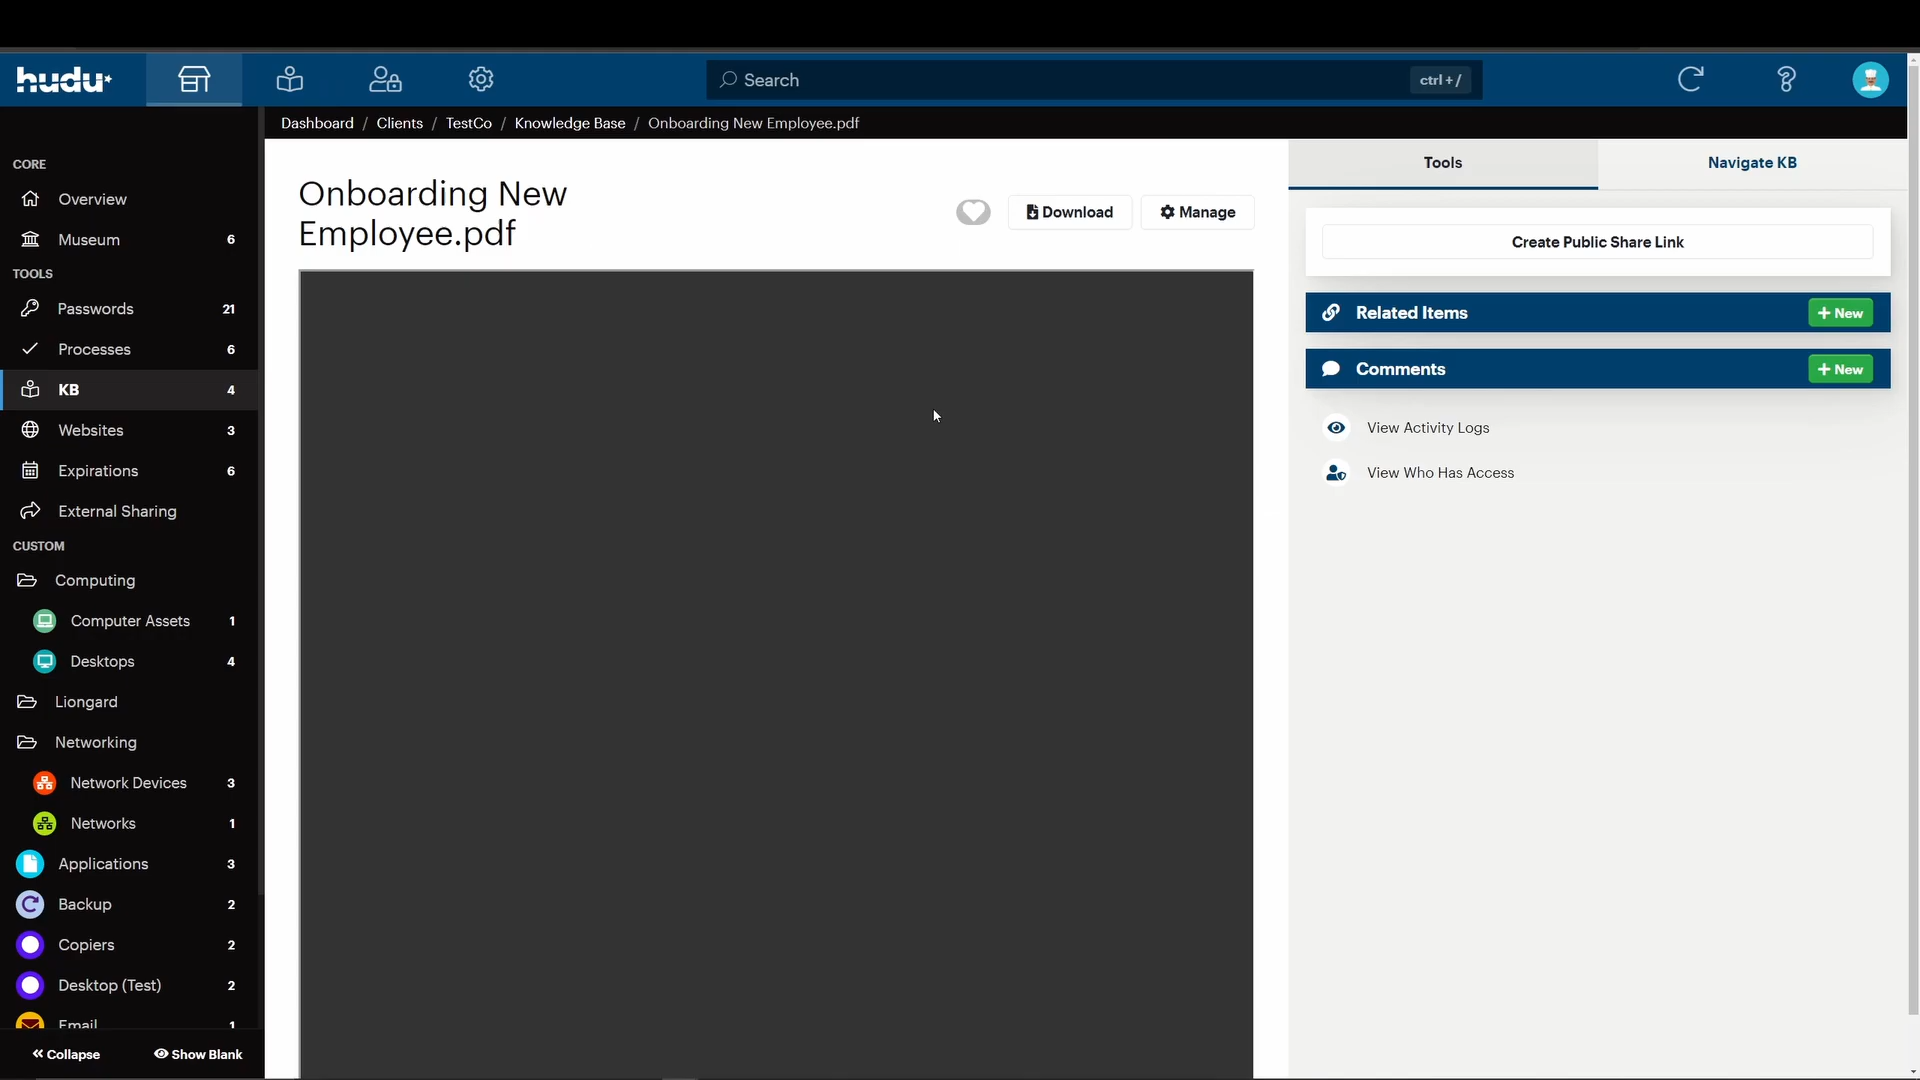 hudu
Search
ctrl+/
Dashboard / Clients / TestCo / Knowledge Base / Onboarding New Employee.pdf
CORE
Overview
Museum 6
TOOLS
Passwords 21
Processes 6
KB 4
Websites 3
Expirations 6
External Sharing
CUSTOM
Computing
Computer Assets 1
Desktops 4
Liongard
Networking
Network Devices 3
Networks 1
Applications 3
Backup 2
Copiers 2
Desktop (Test) 2
Email 1
Collapse
Show Blank
Onboarding New
Employee.pdf
Download
Manage
Tools
Navigate KB
Create Public Share Link
Related Items
+ New
Comments
+ New
View Activity Logs
View Who Has Access